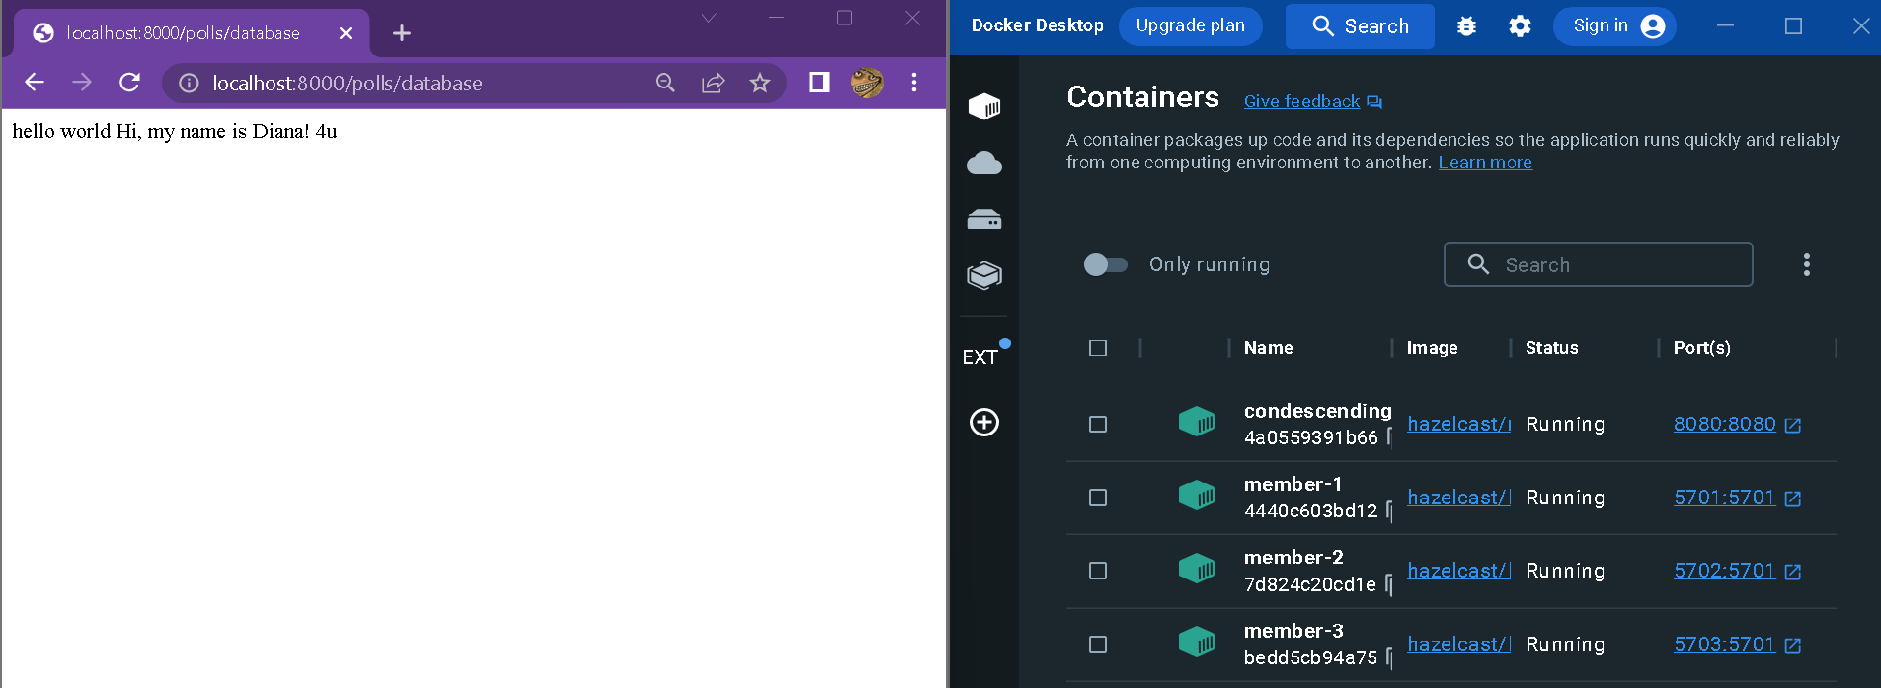 localhost:8000/polls/database
localhost:8000/polls/database
hello world Hi, my name is Diana! 4u
Docker Desktop
Upgrade plan
Search
Sign in
Containers
Give feedback
A container packages up code and its dependencies so the application runs quickly and reliably
from one computing environment to another. Learn more
Only running
Search
EXT
Name Image Status Port(s)
condescending
4a0559391b66
hazelcast/
Running
8080:8080
member-1
4440c603bd12
hazelcast/
Running
5701:5701
member-2
7d824c20cd1e
hazelcast/
Running
5702:5701
member-3
bedd5cb94a75
hazelcast/
Running
5703:5701